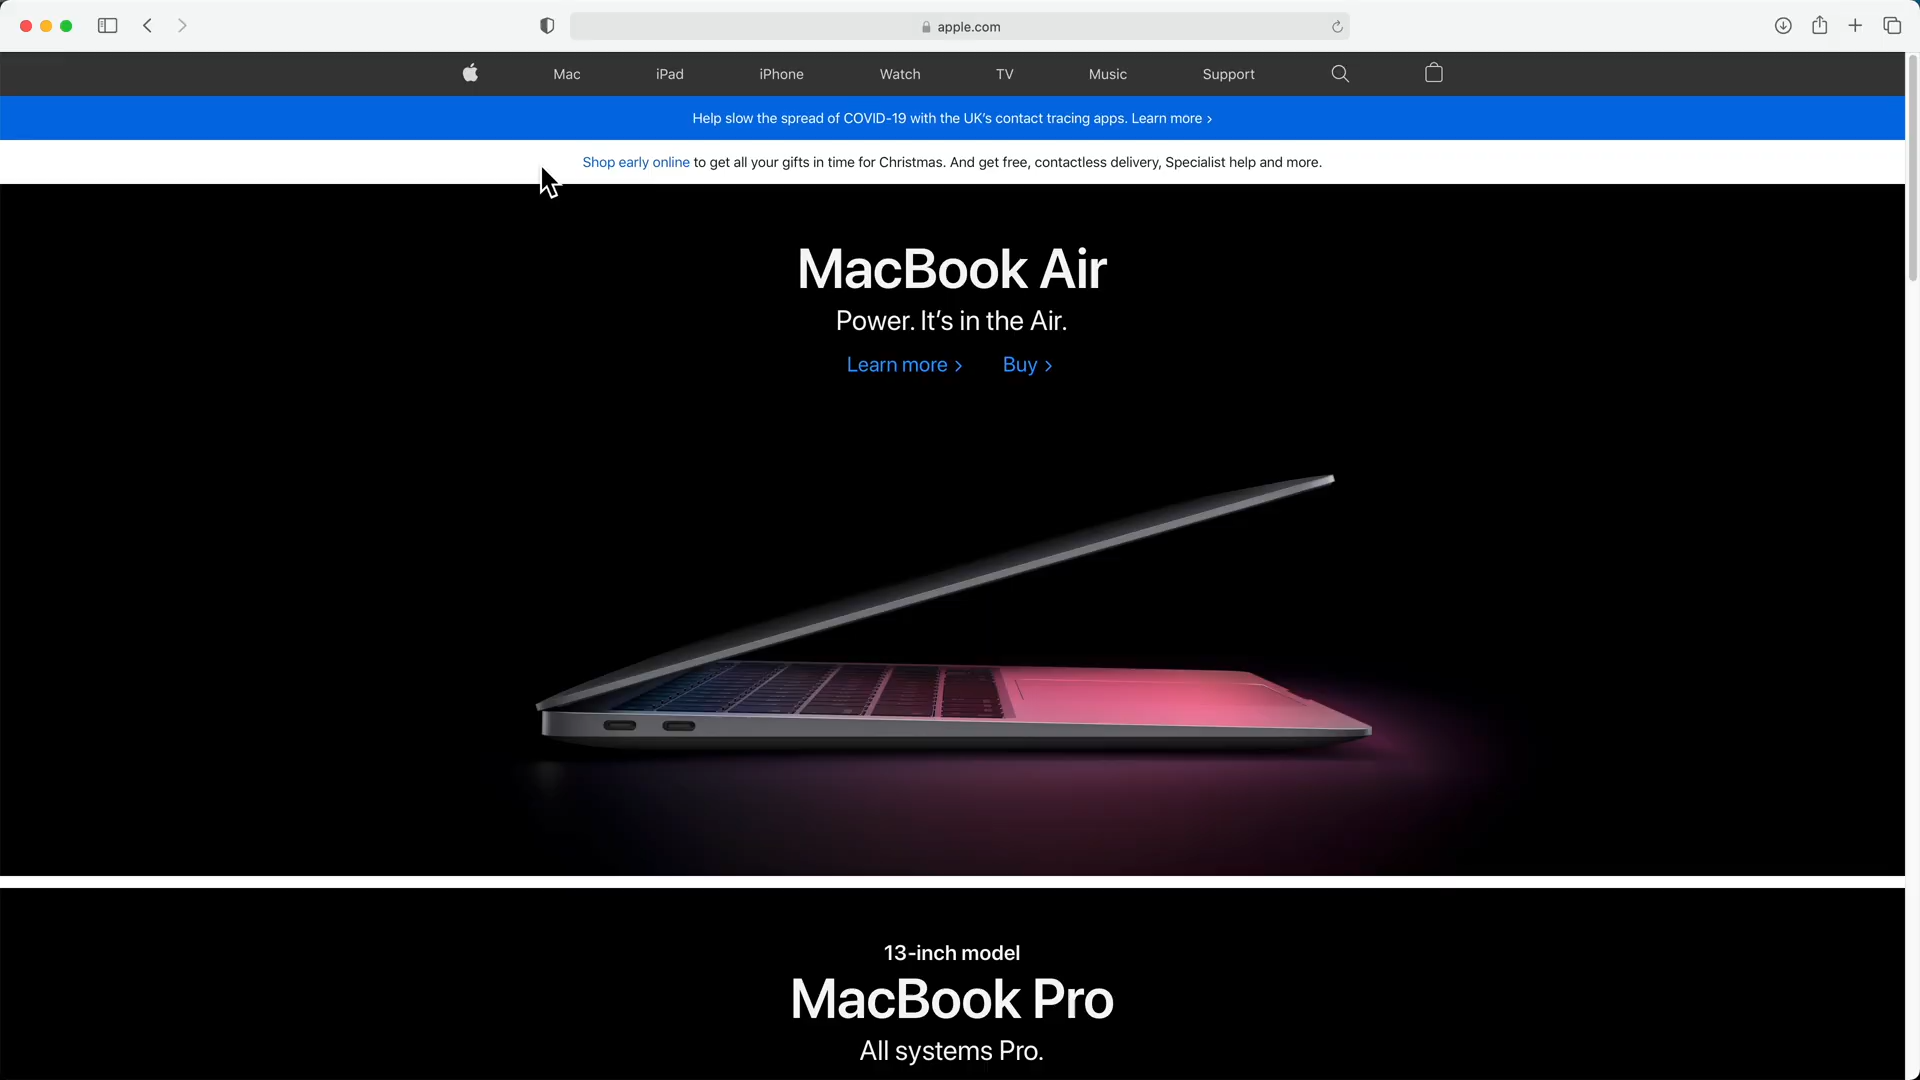 apple.com
Mac iPad iPhone Watch TV Music Support
Help slow the spread of COVID-19 with the UK's contact tracing apps. Learn more >
Shop early online to get all your gifts in time for Christmas. And get free, contactless delivery, Specialist help and more.
MacBook Air
Power. It's in the Air.
Learn more > Buy >
13-inch model
MacBook Pro
All systems Pro.